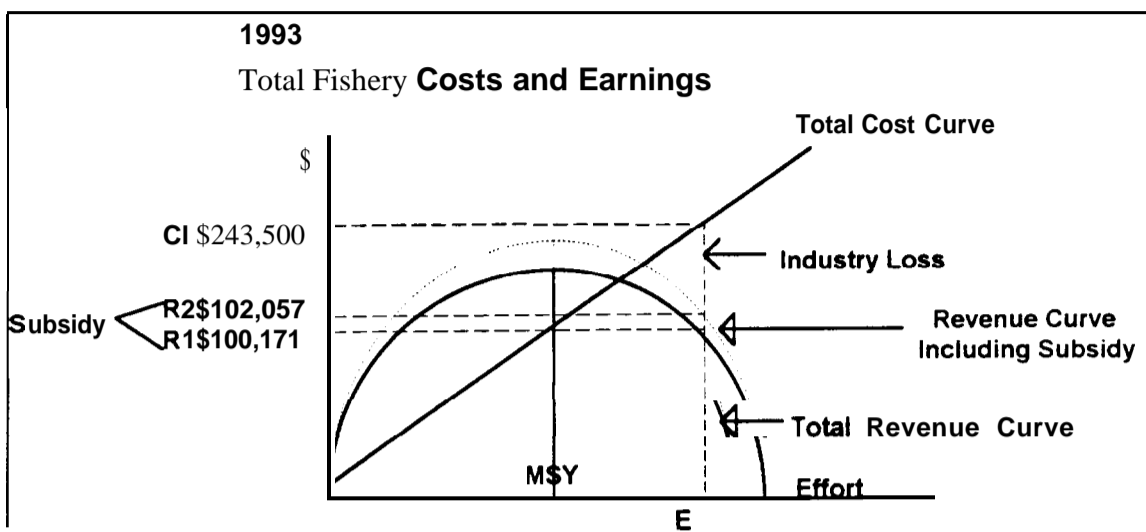 1993
Total Fishery Costs and Earnings
Total Cost Curve
$
CI $243,500
Industry Loss
Subsidy
R2$102,057
R1$100,171
Revenue Curve
Including Subsidy
Total Revenue Curve
MSY
Effort
E